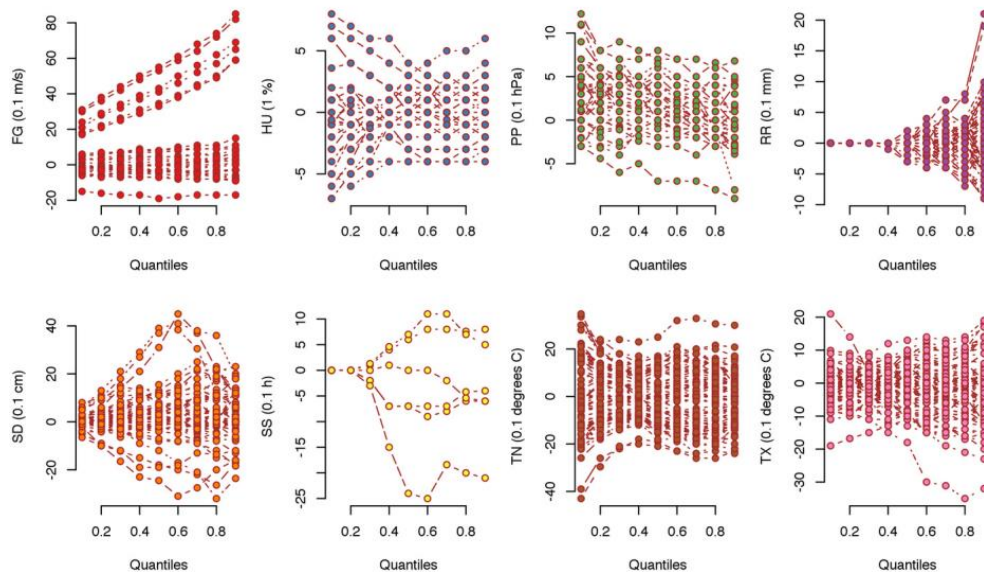 FG (0.1 m/s)
80
60
40
20
0
-20
0.2 0.4 0.6 0.8
Quantiles
HU (1 %)
5
0
-5
0.2 0.4 0.6 0.8
Quantiles
PP (0.1 hPa)
10
5
0
-5
0.2 0.4 0.6 0.8
Quantiles
RR (0.1 mm)
20
15
10
5
0
-5
-10
0.2 0.4 0.6 0.8
Quantiles
SD (0.1 cm)
40
20
0
-20
0.2 0.4 0.6 0.8
Quantiles
SS (0.1 h)
10
5
0
-5
-15
-25
0.2 0.4 0.6 0.8
Quantiles
TN (0.1 degrees C)
20
0
-20
-40
0.2 0.4 0.6 0.8
Quantiles
TX (0.1 degrees C)
20
10
0
-10
-30
0.2 0.4 0.6 0.8
Quantiles